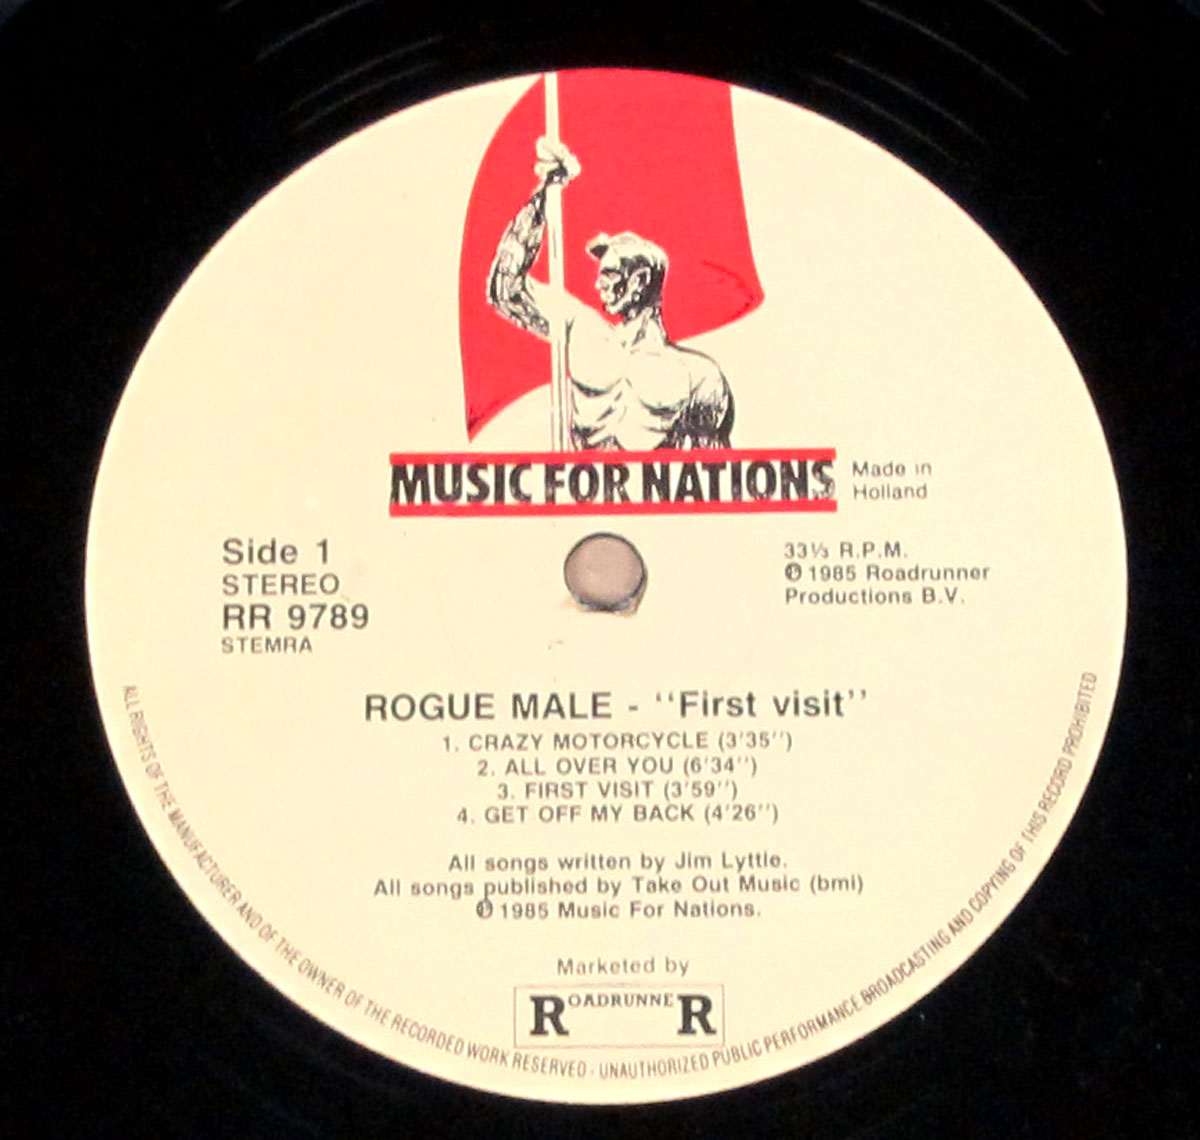 MUSIC FOR NATIONS
Made in
Holland
Side 1
STEREO
RR 9789
STEMRA
33⅓ R.P.M.
℗ 1985 Roadrunner
Productions B.V.
ROGUE MALE - ‘‘First visit’’
1. CRAZY MOTORCYCLE (3'35'')
2. ALL OVER YOU (6'34'')
3. FIRST VISIT (3'59'')
4. GET OFF MY BACK (4'26'')
All songs written by Jim Lyttle.
All songs published by Take Out Music (bmi)
℗ 1985 Music For Nations.
Marketed by
ROADRUNNER
ALL RIGHTS OF THE MANUFACTURER AND OF THE OWNER OF THE RECORDED WORK RESERVED - UNAUTHORIZED PUBLIC PERFORMANCE BROADCASTING AND COPYING OF THIS RECORD PROHIBITED